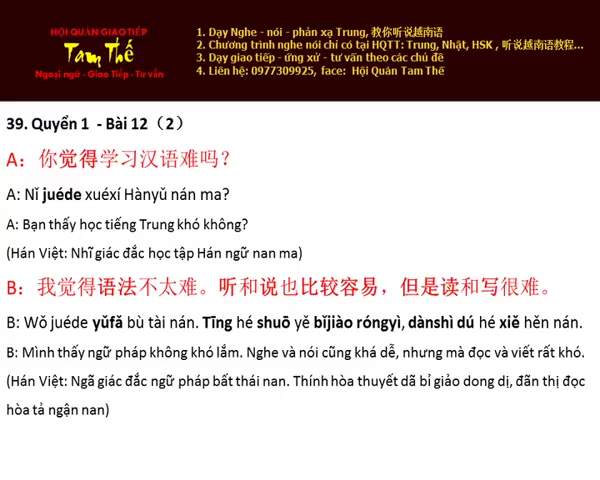 HỘI QUÁN GIAO TIẾP
Tam Thế
Ngoại ngữ - Giao Tiếp - Tư vấn
1. Dạy Nghe - nói - phản xạ Trung, 教你听说越南语
2. Chương trình nghe nói chỉ có tại HQTT: Trung, Nhật, HSK , 听说越南语教程...
3. Dạy giao tiếp - ứng xử - tư vấn theo các chủ đề
4. Liên hệ: 0977309925, face: Hội Quán Tam Thế
39. Quyển 1 - Bài 12（2）
A：你觉得学习汉语难吗？
A: Nǐ juéde xuéxí Hànyǔ nán ma?
A: Bạn thấy học tiếng Trung khó không?
(Hán Việt: Nhĩ giác đắc học tập Hán ngữ nan ma)
B：我觉得语法不太难。听和说也比较容易，但是读和写很难。
B: Wǒ juéde yǔfǎ bù tài nán. Tīng hé shuō yě bǐjiào róngyì, dànshì dú hé xiě hěn nán.
B: Mình thấy ngữ pháp không khó lắm. Nghe và nói cũng khá dễ, nhưng mà đọc và viết rất khó.
(Hán Việt: Ngã giác đắc ngữ pháp bất thái nan. Thính hòa thuyết dã bỉ giảo dong dị, đãn thị đọc
hòa tả ngận nan)